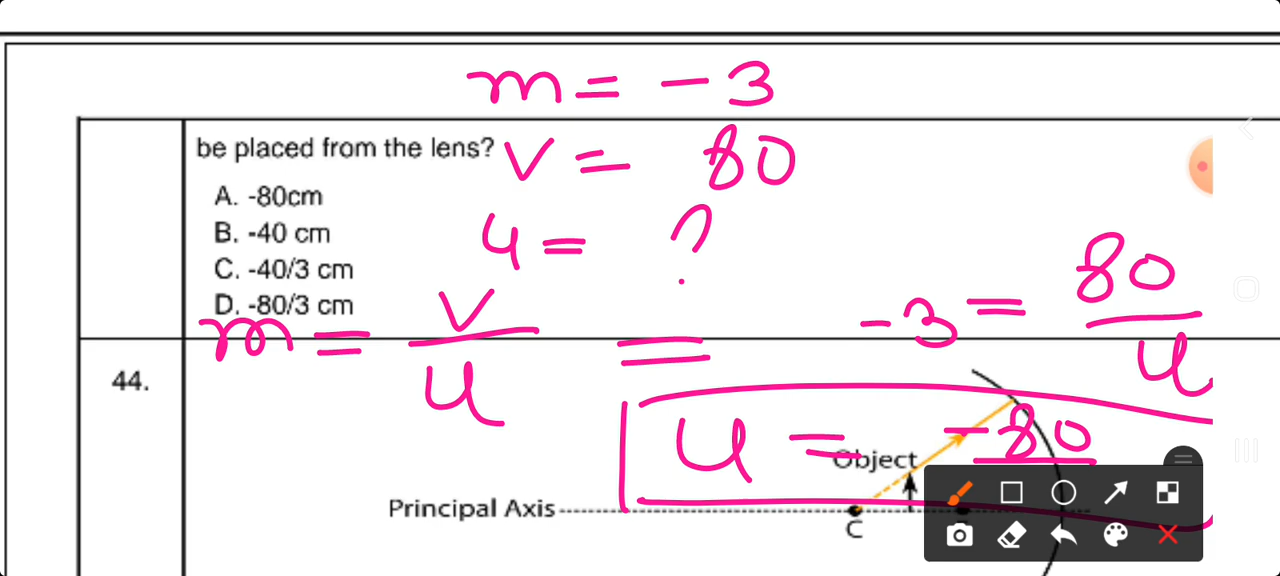 m = -3
be placed from the lens? v = 80
A. -80cm
B. -40 cm
u = ?
C. -40/3 cm
D. -80/3 cm
m = v/u = -3 = 80/u
44.
u = -80
Object
Principal Axis
C